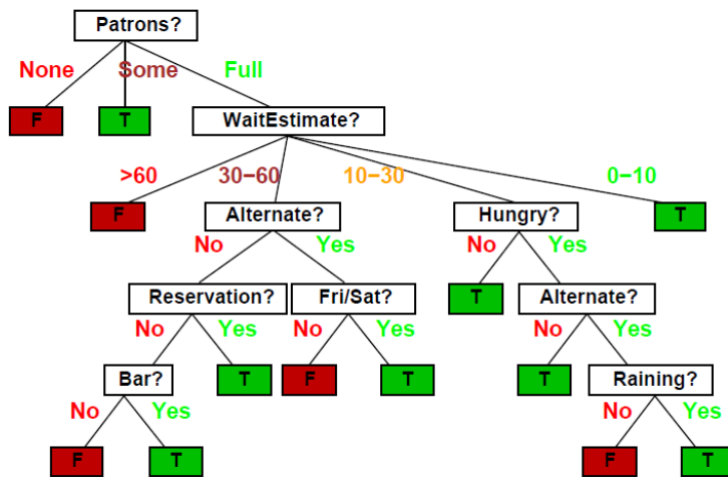 Patrons?
None Some Full
F T WaitEstimate?
>60 30−60 10−30 0−10
F Alternate? Hungry? T
No Yes No Yes
Reservation? Fri/Sat? T Alternate?
No Yes No Yes No Yes
Bar? T F T T Raining?
No Yes No Yes
F T F T